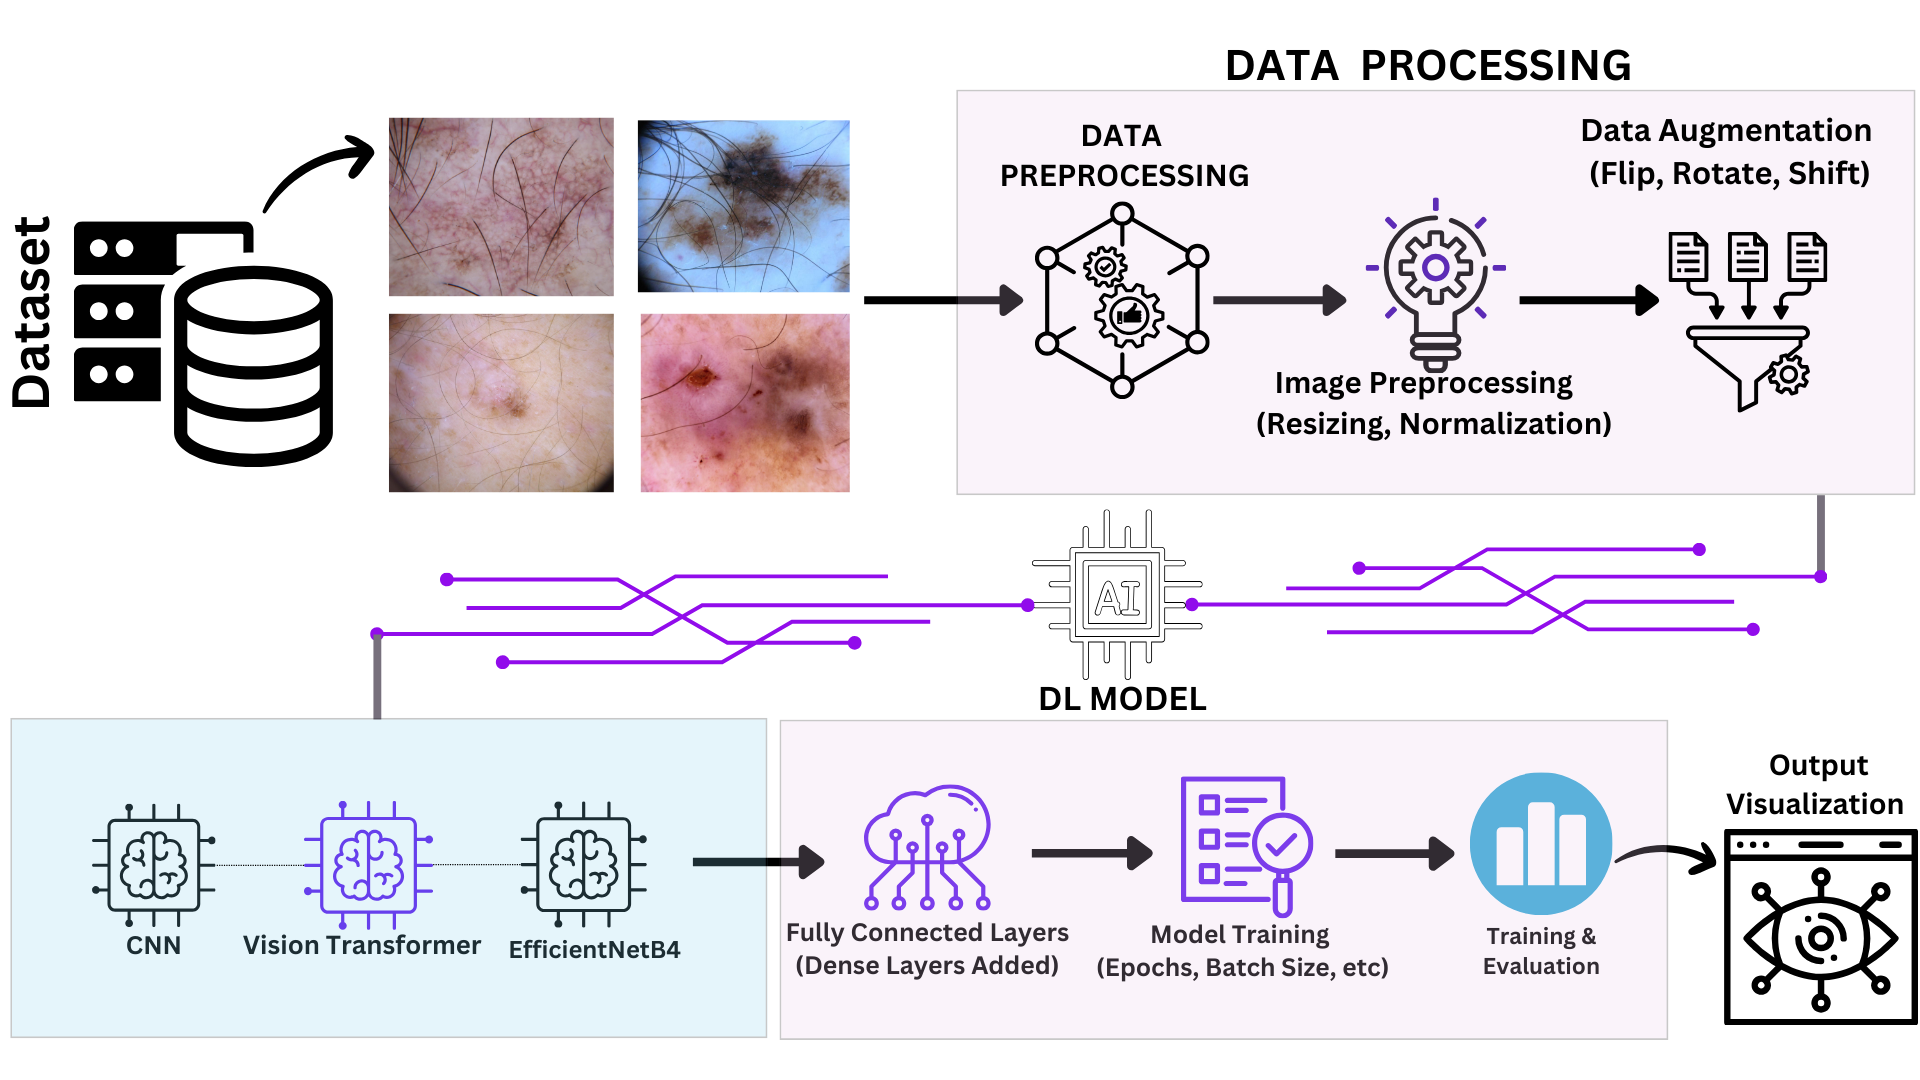 DATA PROCESSING
Dataset
DATA
PREPROCESSING
Data Augmentation
(Flip, Rotate, Shift)
Image Preprocessing
(Resizing, Normalization)
AI
DL MODEL
CNN
Vision Transformer
EfficientNetB4
Fully Connected Layers
(Dense Layers Added)
Model Training
(Epochs, Batch Size, etc)
Training &
Evaluation
Output
Visualization